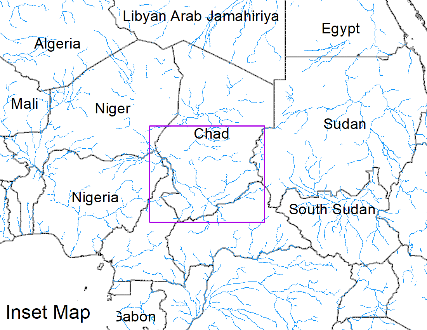 Libyan Arab Jamahiriya
Egypt
Algeria
Mali
Niger
Chad
Sudan
Nigeria
South Sudan
Inset Map
Gabon